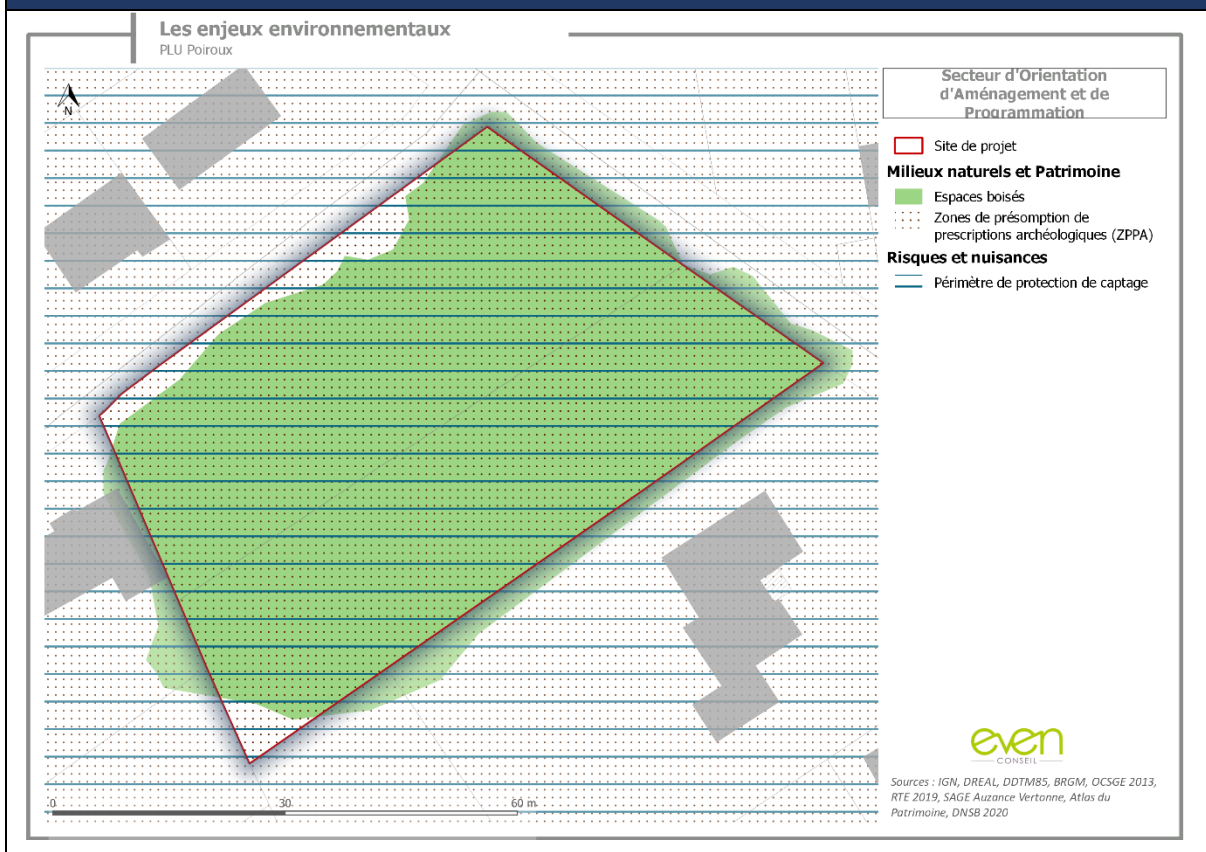 Les enjeux environnementaux
PLU Poiroux
N
Secteur d'Orientation
d'Aménagement et de
Programmation
Site de projet
Milieux naturels et Patrimoine
Espaces boisés
Zones de présomption de
prescriptions archéologiques (ZPPA)
Risques et nuisances
Périmètre de protection de captage
0 30 60 m
even
CONSEIL
Sources : IGN, DREAL, DDTM85, BRGM, OCSGE 2013,
RTE 2019, SAGE Auzance Vertonne, Atlas du
Patrimoine, DNSB 2020